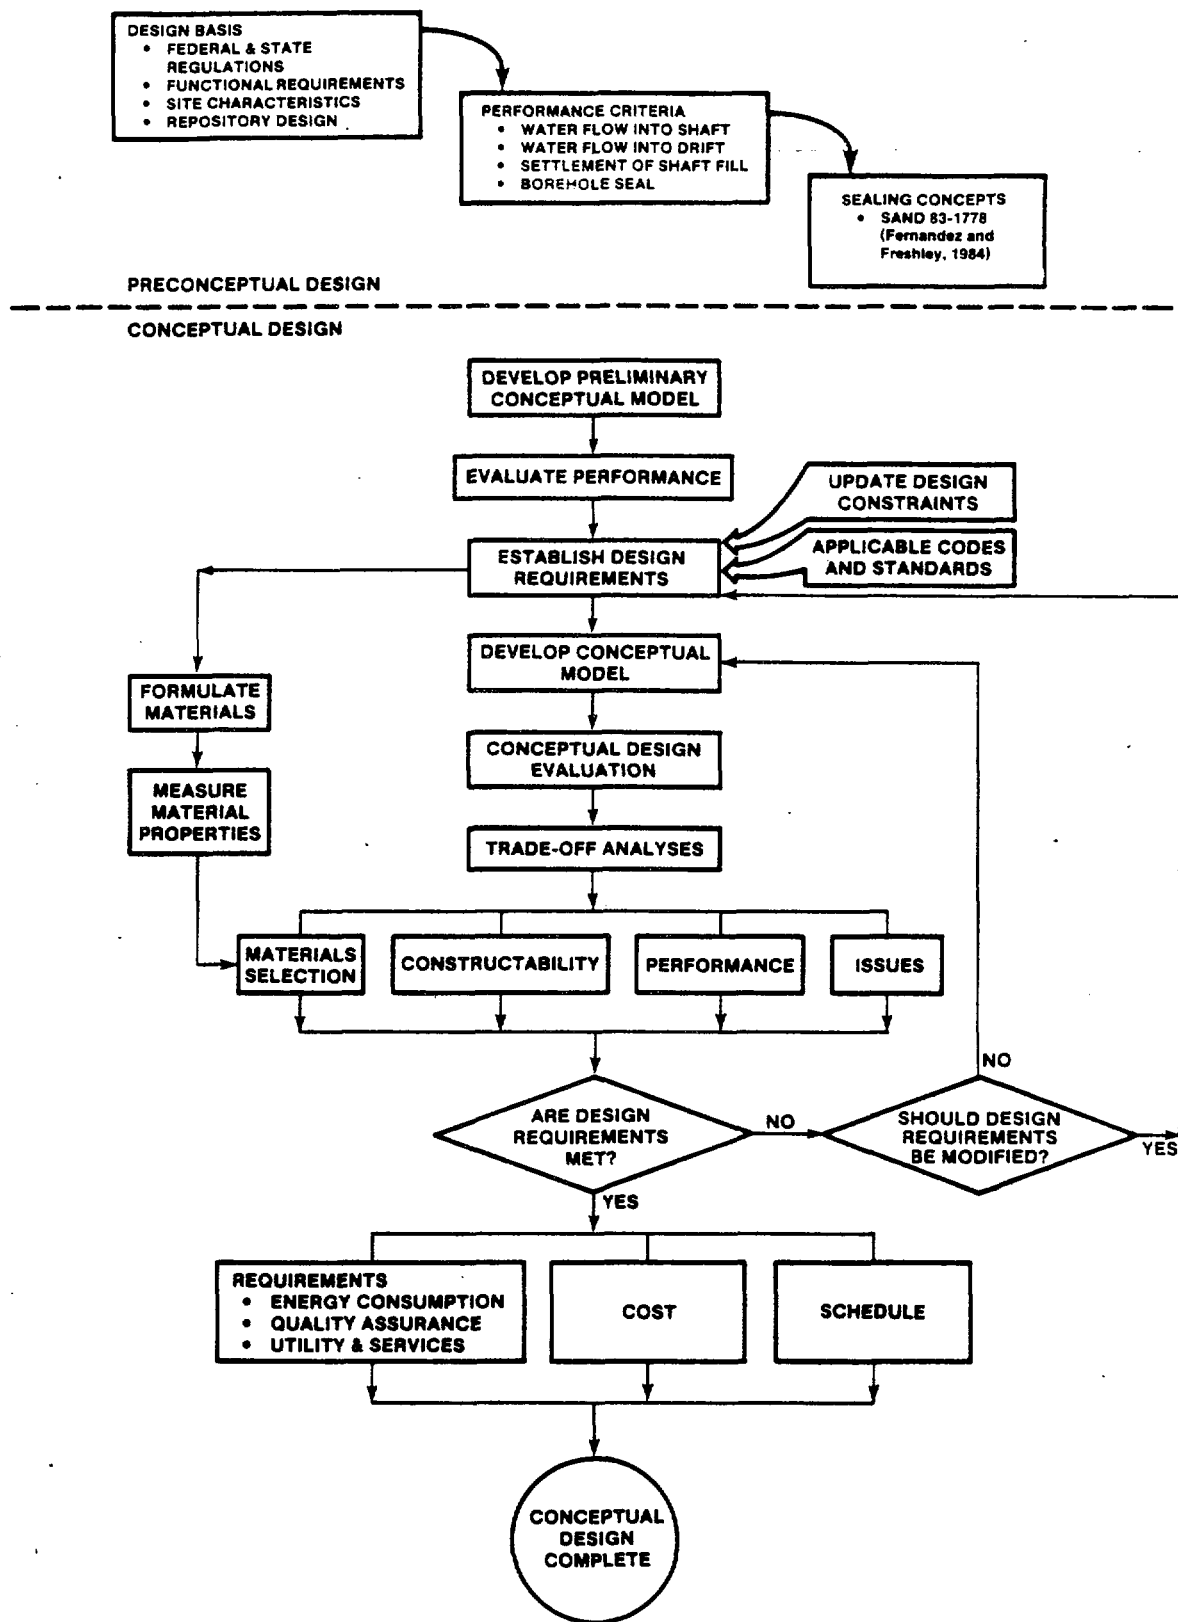 DESIGN BASIS
• FEDERAL & STATE
REGULATIONS
• FUNCTIONAL REQUIREMENTS
• SITE CHARACTERISTICS
• REPOSITORY DESIGN
PERFORMANCE CRITERIA
• WATER FLOW INTO SHAFT
• WATER FLOW INTO DRIFT
• SETTLEMENT OF SHAFT FILL
• BOREHOLE SEAL
SEALING CONCEPTS
• SAND 83-1778
(Fernandez and
Freshley, 1984)
PRECONCEPTUAL DESIGN
CONCEPTUAL DESIGN
DEVELOP PRELIMINARY
CONCEPTUAL MODEL
EVALUATE PERFORMANCE
UPDATE DESIGN
CONSTRAINTS
ESTABLISH DESIGN
REQUIREMENTS
APPLICABLE CODES
AND STANDARDS
DEVELOP CONCEPTUAL
MODEL
FORMULATE
MATERIALS
CONCEPTUAL DESIGN
EVALUATION
MEASURE
MATERIAL
PROPERTIES
TRADE-OFF ANALYSES
MATERIALS
SELECTION
CONSTRUCTABILITY
PERFORMANCE
ISSUES
ARE DESIGN
REQUIREMENTS
MET?
NO
NO
SHOULD DESIGN
REQUIREMENTS
BE MODIFIED?
YES
YES
REQUIREMENTS
• ENERGY CONSUMPTION
• QUALITY ASSURANCE
• UTILITY & SERVICES
COST
SCHEDULE
CONCEPTUAL
DESIGN
COMPLETE